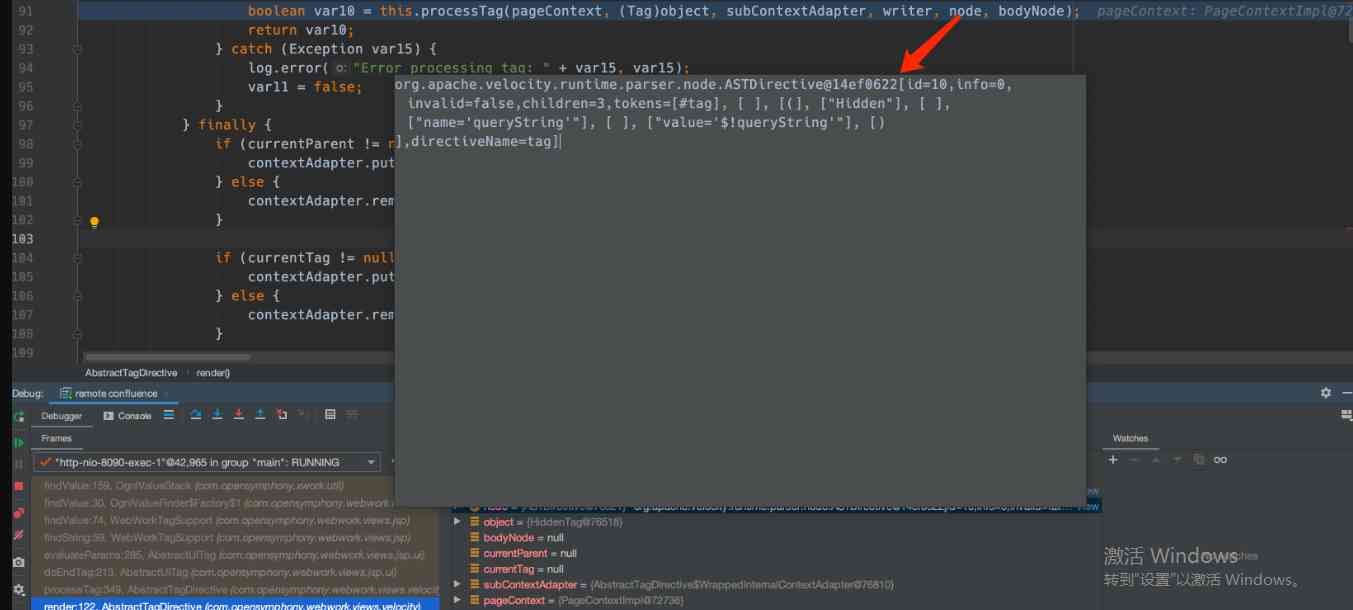 91 boolean var10 = this.processTag(pageContext, (Tag)object, subContextAdapter, writer, node, bodyNode); pageContext: PageContextImpl@72
92 return var10;
93 } catch (Exception var15) {
94 log.error( o: "Error processing tag: " + var15, var15);
95 var11 = false;
96 }
97 } finally {
98 if (currentParent != n
99 contextAdapter.put
100 } else {
101 contextAdapter.rem
102 }
103
104 if (currentTag != null
105 contextAdapter.put
106 } else {
107 contextAdapter.rem
108 }
109
org.apache.velocity.runtime.parser.node.ASTDirective@14ef0622[id=10,info=0,
invalid=false,children=3,tokens=[#tag], [ ], [(], ["Hidden"], [ ],
["name='queryString'"], [ ], ["value='$!queryString'"], [)
],directiveName=tag]
AbstractTagDirective › render()
Debug: remote confluence
Debugger Console
Frames
Watches
"http-nio-8090-exec-1"@42,965 in group "main": RUNNING
findValue:159, OgnlValueStack (com.opensymphony.xwork.util)
findValue:30, OgnlValueFinder$Factory$1 (com.opensymphony.webwork.views.jsp)
findValue:74, WebWorkTagSupport (com.opensymphony.webwork.views.jsp)
findString:59, WebWorkTagSupport (com.opensymphony.webwork.views.jsp)
evaluateParams:285, AbstractUITag (com.opensymphony.webwork.views.jsp.ui)
doEndTag:213, AbstractUITag (com.opensymphony.webwork.views.jsp.ui)
processTag:349, AbstractTagDirective (com.opensymphony.webwork.views.velocit
render:122, AbstractTagDirective (com.opensymphony.webwork.views.velocity)
object = {HiddenTag@76518}
bodyNode = null
currentParent = null
currentTag = null
subContextAdapter = {AbstractTagDirective$WrappedInternalContextAdapter@76810}
pageContext = {PageContextImpl@72736}
View
激活 Windows
转到"设置"以激活 Windows。